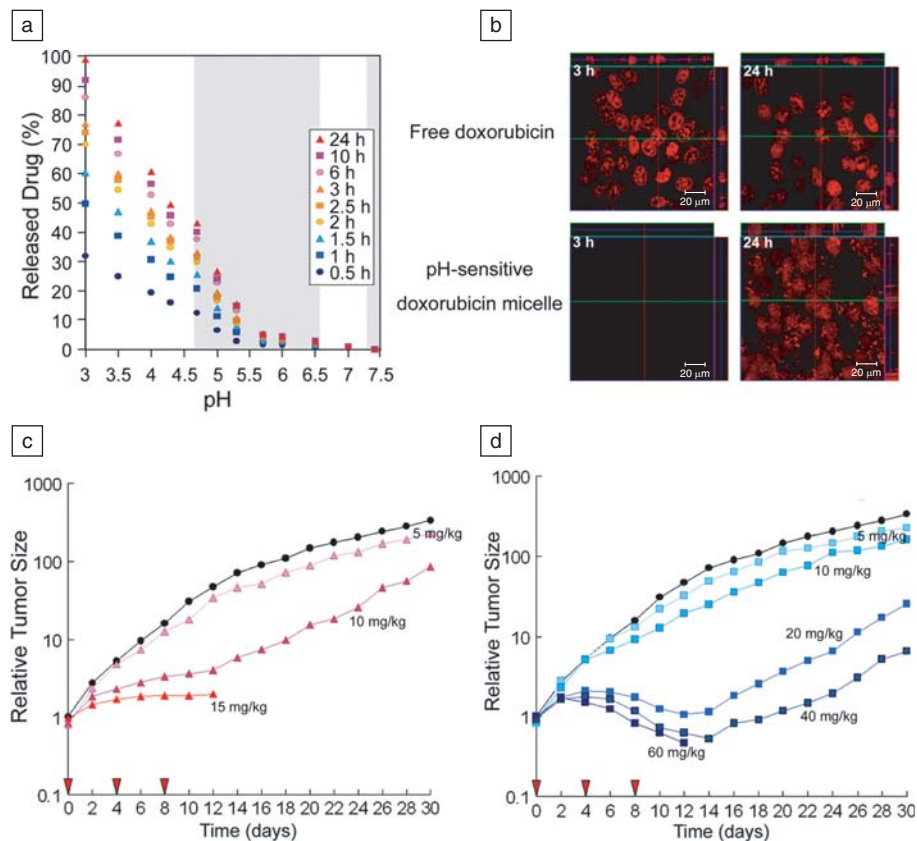 a
100
90
80
70
60
50
40
30
20
10
0
Released Drug (%)
24 h
10 h
6 h
3 h
2.5 h
2 h
1.5 h
1 h
0.5 h
3 3.5 4 4.5 5 5.5 6 6.5 7 7.5
pH
b
3 h
24 h
Free doxorubicin
20 µm
20 µm
3 h
24 h
pH-sensitive
doxorubicin micelle
20 µm
20 µm
c
1000
100
10
1
0.1
Relative Tumor Size
5 mg/kg
10 mg/kg
15 mg/kg
0 2 4 6 8 10 12 14 16 18 20 22 24 26 28 30
Time (days)
d
1000
100
10
1
0.1
Relative Tumor Size
5 mg/kg
10 mg/kg
20 mg/kg
40 mg/kg
60 mg/kg
0 2 4 6 8 10 12 14 16 18 20 22 24 26 28 30
Time (days)